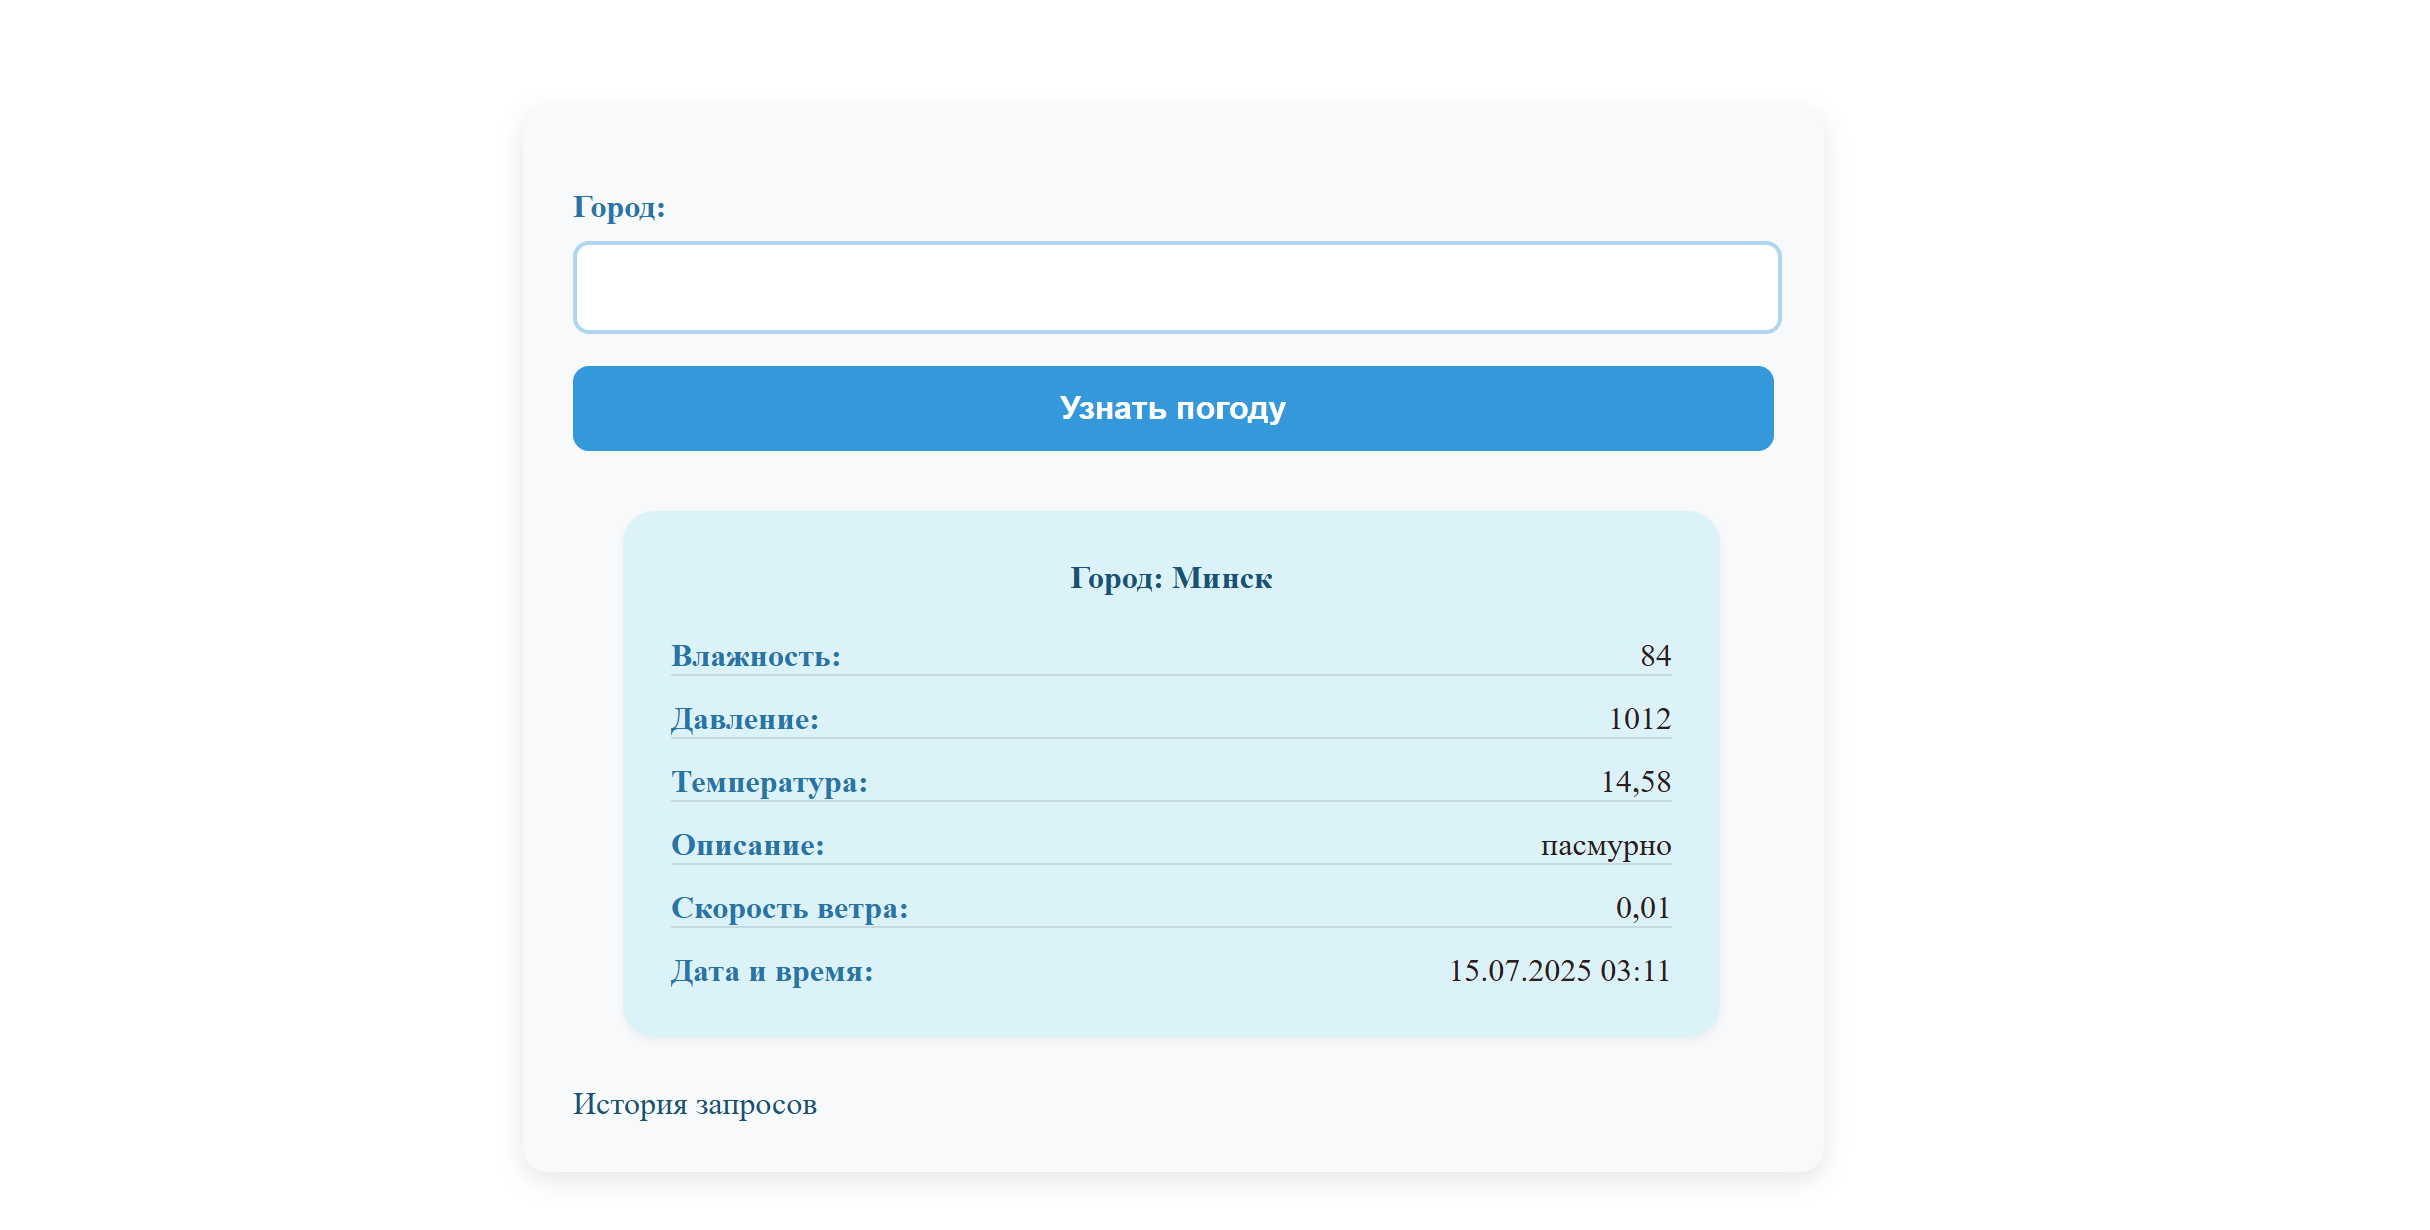 Город:
Узнать погоду
Город: Минск
Влажность: 84
Давление: 1012
Температура: 14,58
Описание: пасмурно
Скорость ветра: 0,01
Дата и время: 15.07.2025 03:11
История запросов